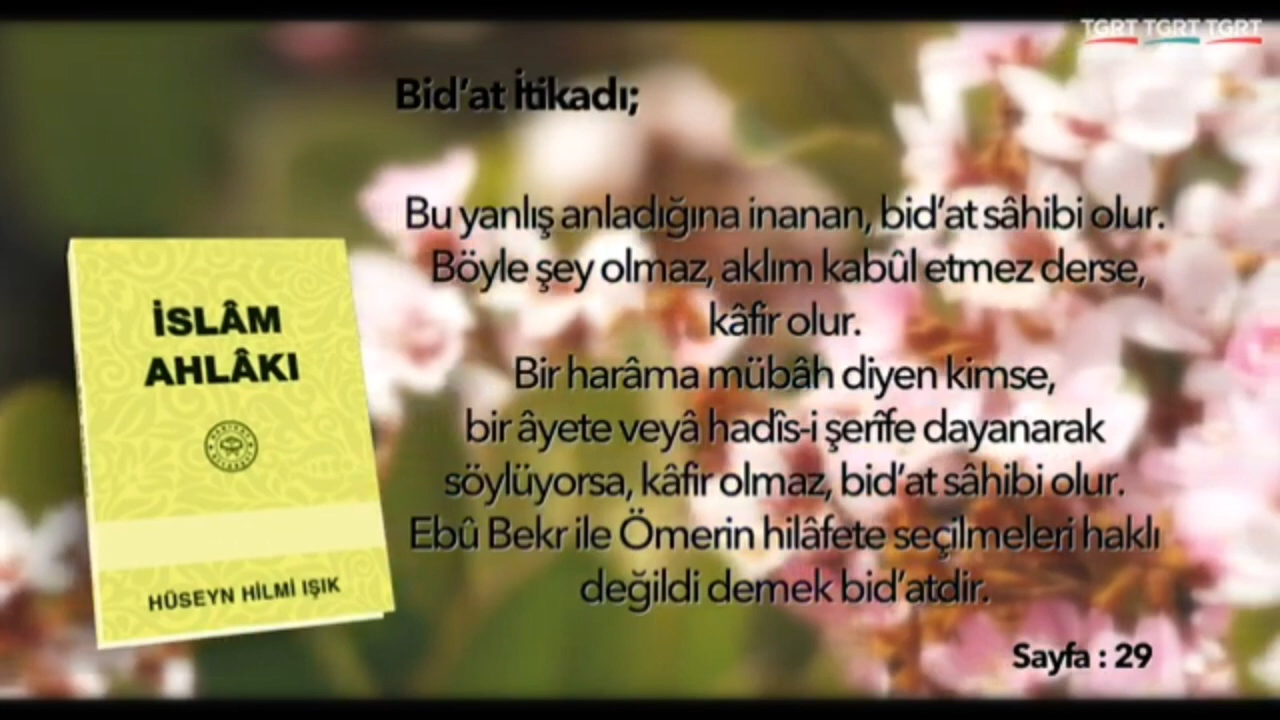 TGRT TGRT TGRT
Bid'at İtikadı;
Bu yanlış anladığına inanan, bid'at sâhibi olur.
Böyle şey olmaz, aklım kabûl etmez derse,
kâfir olur.
Bir harâma mübâh diyen kimse,
bir âyete veyâ hadîs-i şerîfe dayanarak
söylüyorsa, kâfir olmaz, bid'at sâhibi olur.
Ebû Bekr ile Ömerin hilâfete seçilmeleri haklı
değildi demek bid'atdir.
Sayfa : 29
İSLÂM
AHLÂKI
HÜSEYN HİLMİ IŞIK